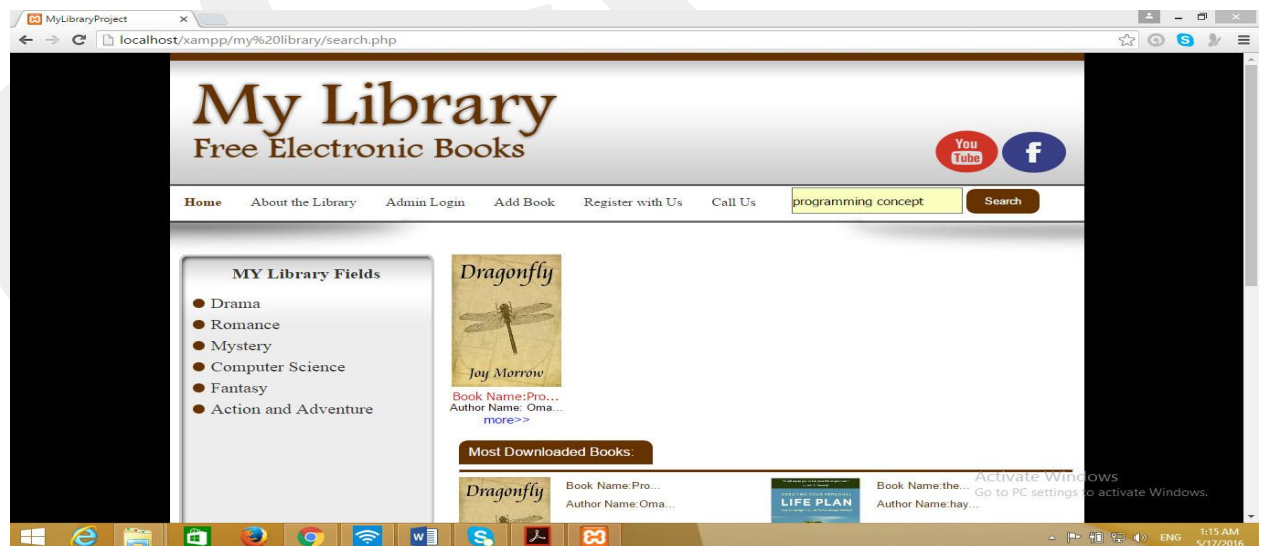 MyLibraryProject
localhost/xampp/my%20library/search.php
My Library
Free Electronic Books
You
Tube
f
Home About the Library Admin Login Add Book Register with Us Call Us programming concept Search
MY Library Fields
Drama
Romance
Mystery
Computer Science
Fantasy
Action and Adventure
Dragonfly
Joy Morrow
Book Name:Pro...
Author Name: Oma...
more>>
Most Downloaded Books:
Dragonfly
Book Name:Pro...
Author Name:Oma...
LIFE PLAN
Book Name:the...
Author Name:hay...
Activate Windows
Go to PC settings to activate Windows.
ENG
1:15 AM
5/17/2016